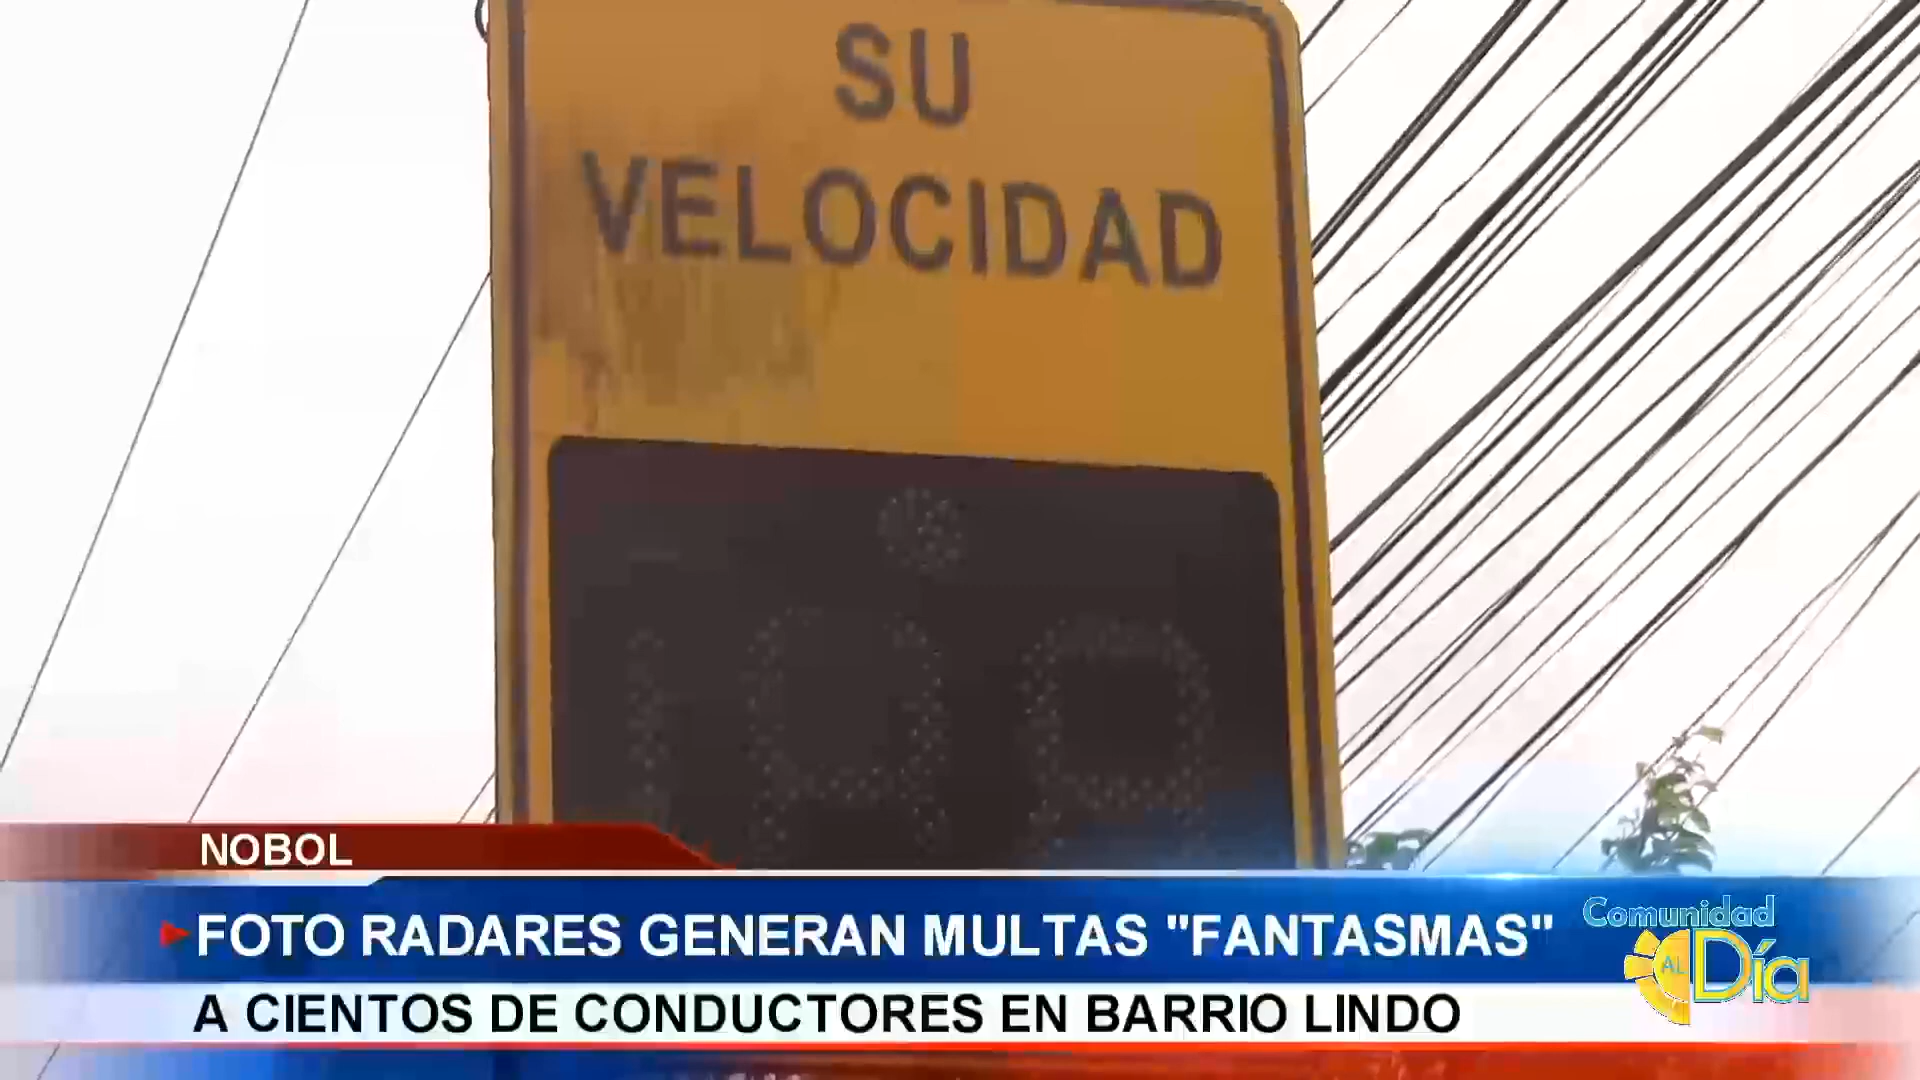 SU
VELOCIDAD
NOBOL
FOTO RADARES GENERAN MULTAS "FANTASMAS"
A CIENTOS DE CONDUCTORES EN BARRIO LINDO
Comunidad
AL Día